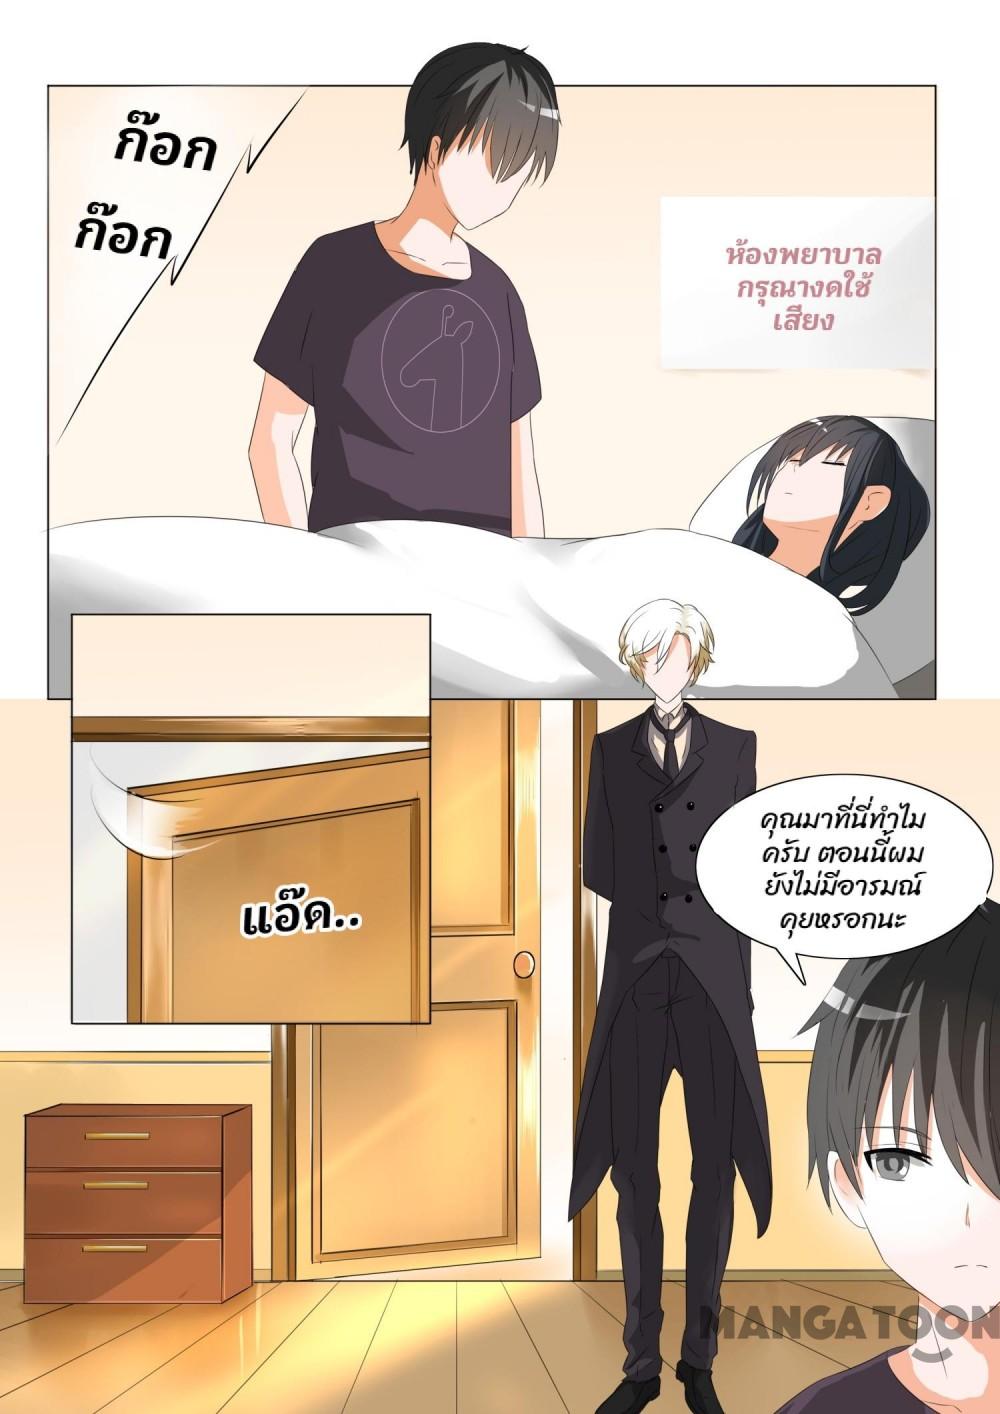 ก๊อก
ก๊อก
ห้องพยาบาล
กรุณางดใช้
เสียง
แอ๊ด..
คุณมาที่นี่ทำไม
ครับ ตอนนี้ผม
ยังไม่มีอารมณ์
คุยหรอกนะ
MANGATOON